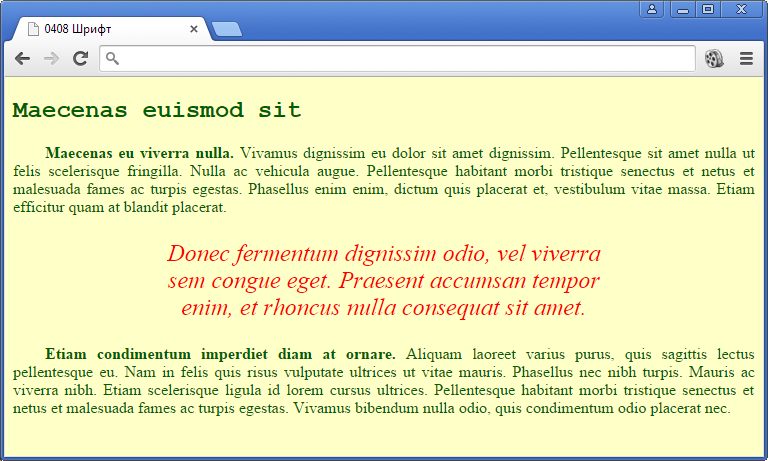 0408 Шрифт
Maecenas euismod sit
Maecenas eu viverra nulla. Vivamus dignissim eu dolor sit amet dignissim. Pellentesque sit amet nulla ut
felis scelerisque fringilla. Nulla ac vehicula augue. Pellentesque habitant morbi tristique senectus et netus et
malesuada fames ac turpis egestas. Phasellus enim enim, dictum quis placerat et, vestibulum vitae massa. Etiam
efficitur quam at blandit placerat.
Donec fermentum dignissim odio, vel viverra
sem congue eget. Praesent accumsan tempor
enim, et rhoncus nulla consequat sit amet.
Etiam condimentum imperdiet diam at ornare. Aliquam laoreet varius purus, quis sagittis lectus
pellentesque eu. Nam in felis quis risus vulputate ultrices ut vitae mauris. Phasellus nec nibh turpis. Mauris ac
viverra nibh. Etiam scelerisque ligula id lorem cursus ultrices. Pellentesque habitant morbi tristique senectus et
netus et malesuada fames ac turpis egestas. Vivamus bibendum nulla odio, quis condimentum odio placerat nec.